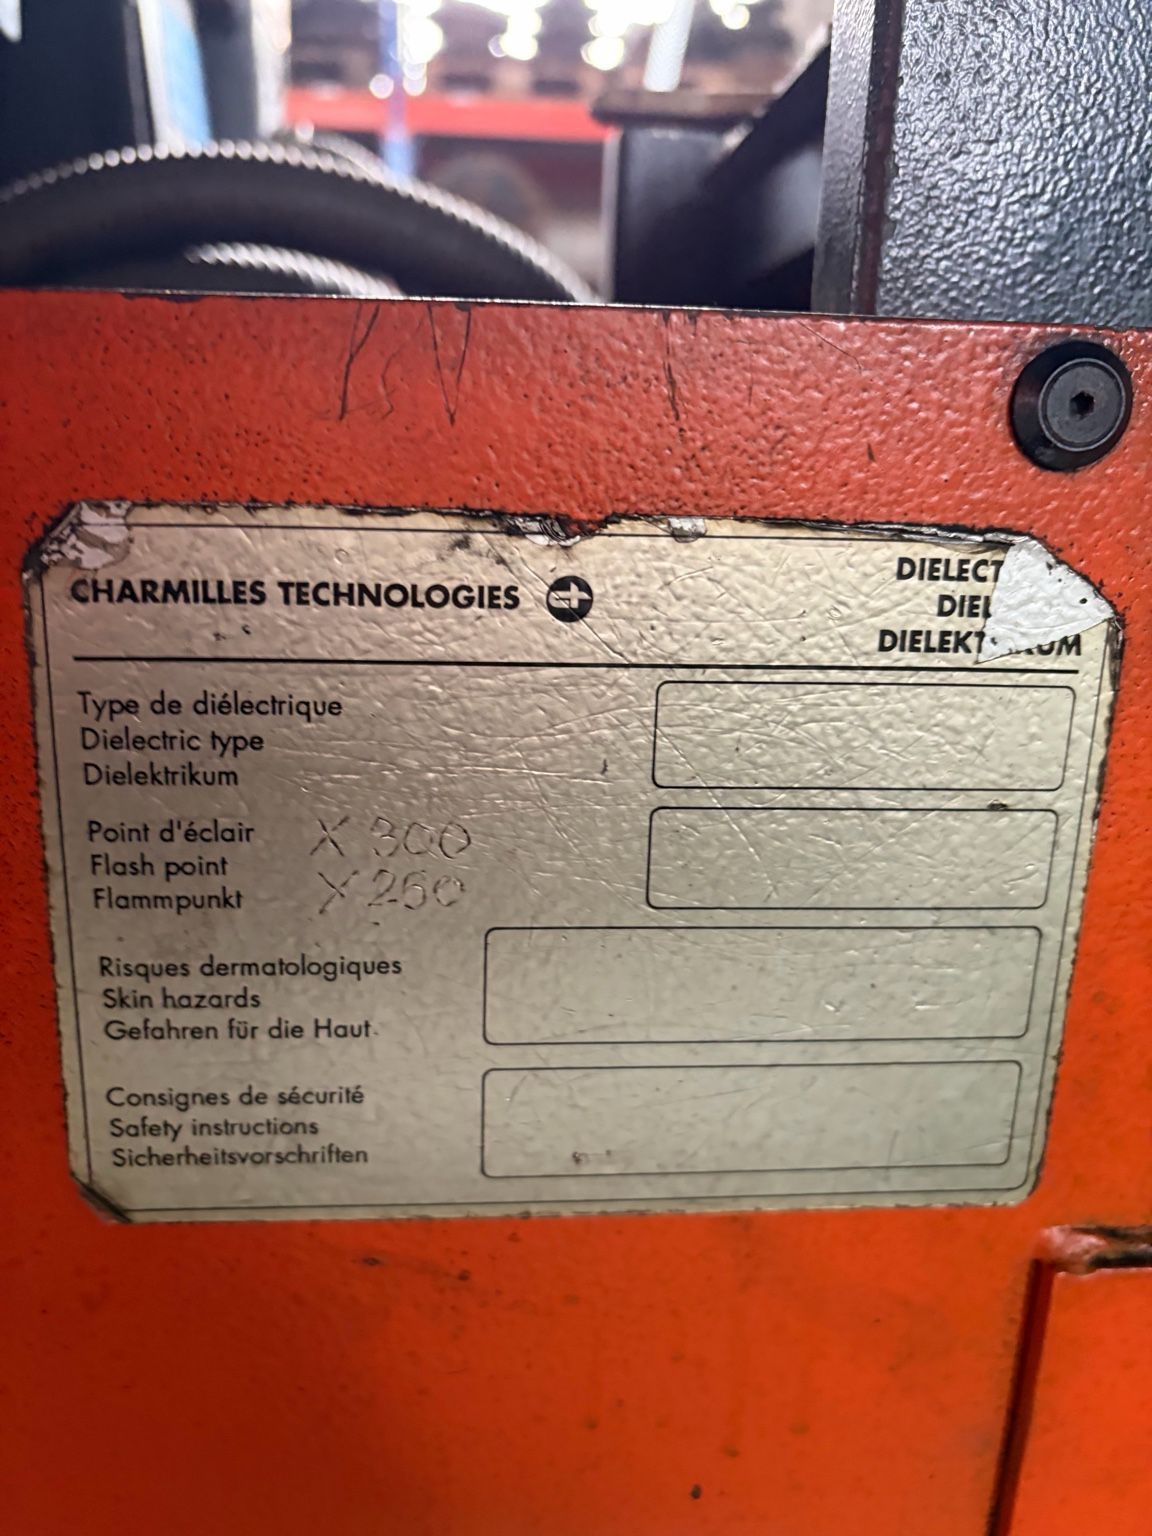 CHARMILLES TECHNOLOGIES
DIELECT
DIEL
DIELEKTRIKUM
Type de diélectrique
Dielectric type
Dielektrikum
Point d'éclair
Flash point
Flammpunkt
X 300
Y 250
Risques dermatologiques
Skin hazards
Gefahren für die Haut
Consignes de sécurité
Safety instructions
Sicherheitsvorschriften